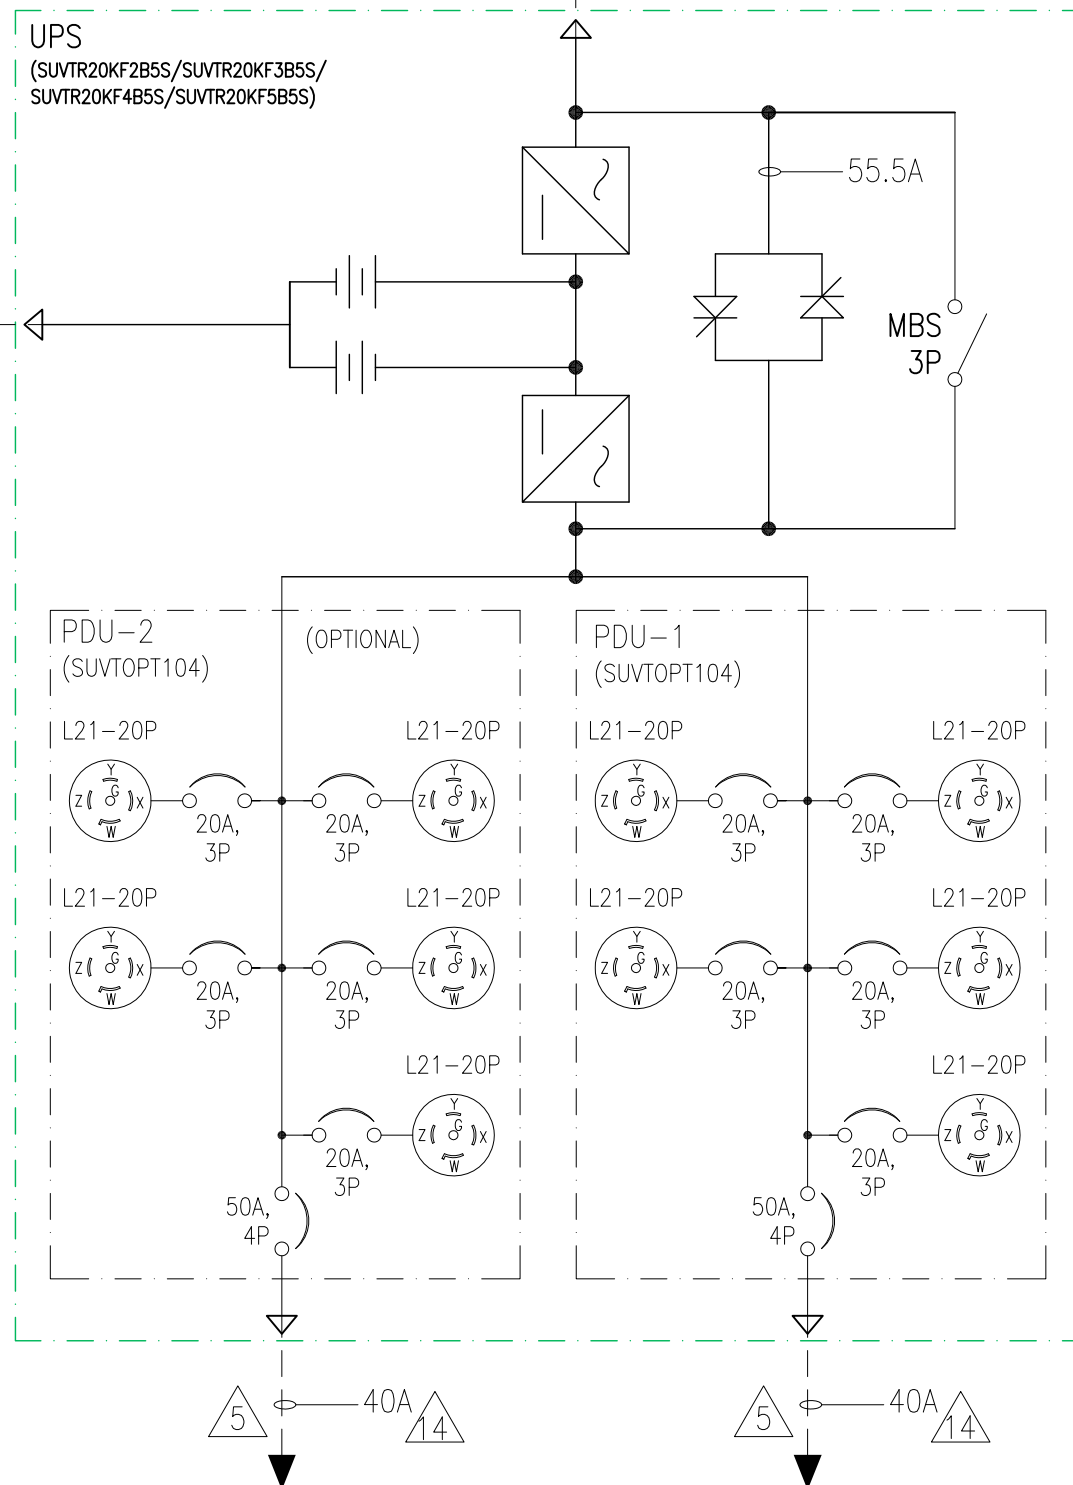 UPS
(SUVTR20KF2B5S/SUVTR20KF3B5S/
SUVTR20KF4B5S/SUVTR20KF5B5S)
55.5A
MBS
3P
PDU-2
(OPTIONAL)
(SUVTOPT104)
PDU-1
(SUVTOPT104)
L21-20P
L21-20P
L21-20P
L21-20P
Y
Z G X
W
20A,
3P
20A,
3P
Y
Z G X
W
Y
Z G X
W
20A,
3P
20A,
3P
Y
Z G X
W
L21-20P
L21-20P
L21-20P
L21-20P
Y
Z G X
W
20A,
3P
20A,
3P
Y
Z G X
W
Y
Z G X
W
20A,
3P
20A,
3P
Y
Z G X
W
L21-20P
L21-20P
20A,
3P
Y
Z G X
W
20A,
3P
Y
Z G X
W
50A,
4P
50A,
4P
5
40A
14
5
40A
14